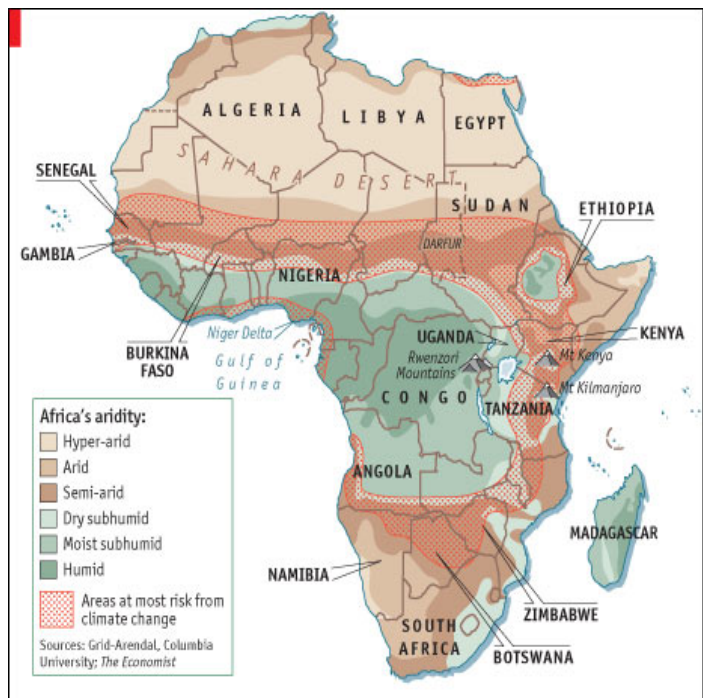 ALGERIA
LIBYA
EGYPT
SAHARA DESERT
SENEGAL
SUDAN
ETHIOPIA
GAMBIA
DARFUR
NIGERIA
BURKINA
FASO
Niger Delta
Gulf of
Guinea
UGANDA
Rwenzori
Mountains
KENYA
Mt Kenya
Mt Kilmanjaro
CONGO
TANZANIA
ANGOLA
MADAGASCAR
NAMIBIA
ZIMBABWE
SOUTH
AFRICA
BOTSWANA
Africa's aridity:
Hyper-arid
Arid
Semi-arid
Dry subhumid
Moist subhumid
Humid
Areas at most risk from
climate change
Sources: Grid-Arendal, Columbia
University; The Economist